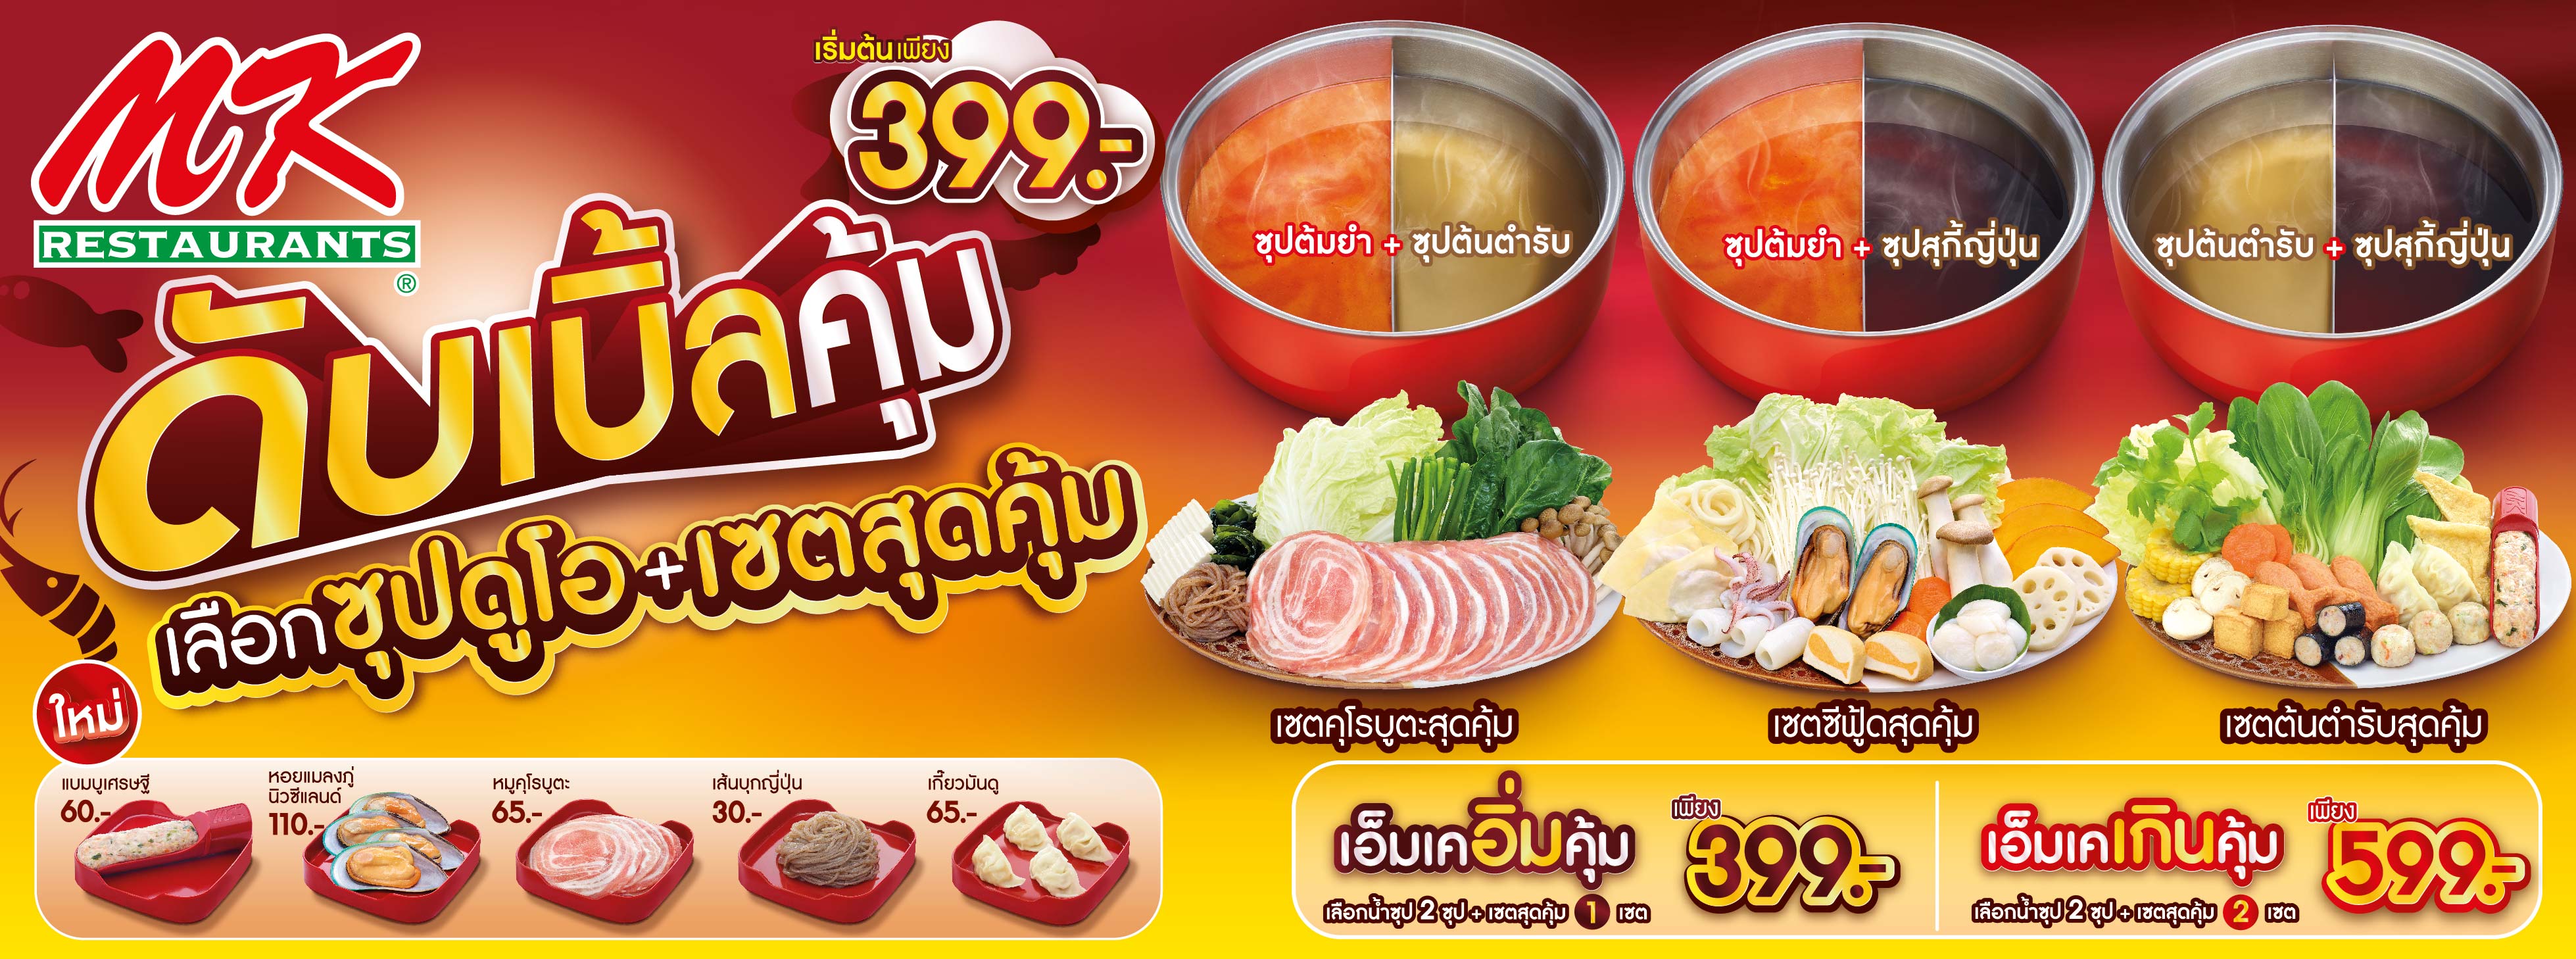 MK
RESTAURANTS
®
เริ่มต้นเพียง
399.-
ดับเบิ้ลคุ้ม
เลือกซุปดูโอ+เซตสุดคุ้ม
ซุปต้มยำ + ซุปต้นตำรับ
ซุปต้มยำ + ซุปสุกี้ญี่ปุ่น
ซุปต้นตำรับ + ซุปสุกี้ญี่ปุ่น
เซตคุโรบูตะสุดคุ้ม
เซตซีฟู้ดสุดคุ้ม
เซตต้นตำรับสุดคุ้ม
ใหม่
แบมบูเศรษฐี
60.-
หอยแมลงภู่
นิวซีแลนด์
110.-
หมูคุโรบูตะ
65.-
เส้นบุกญี่ปุ่น
30.-
เกี๊ยวมันดู
65.-
เอ็มเคอิ่มคุ้ม
เพียง
399.-
เลือกน้ำซุป 2 ซุป + เซตสุดคุ้ม 1 เซต
เอ็มเคเกินคุ้ม
เพียง
599.-
เลือกน้ำซุป 2 ซุป + เซตสุดคุ้ม 2 เซต